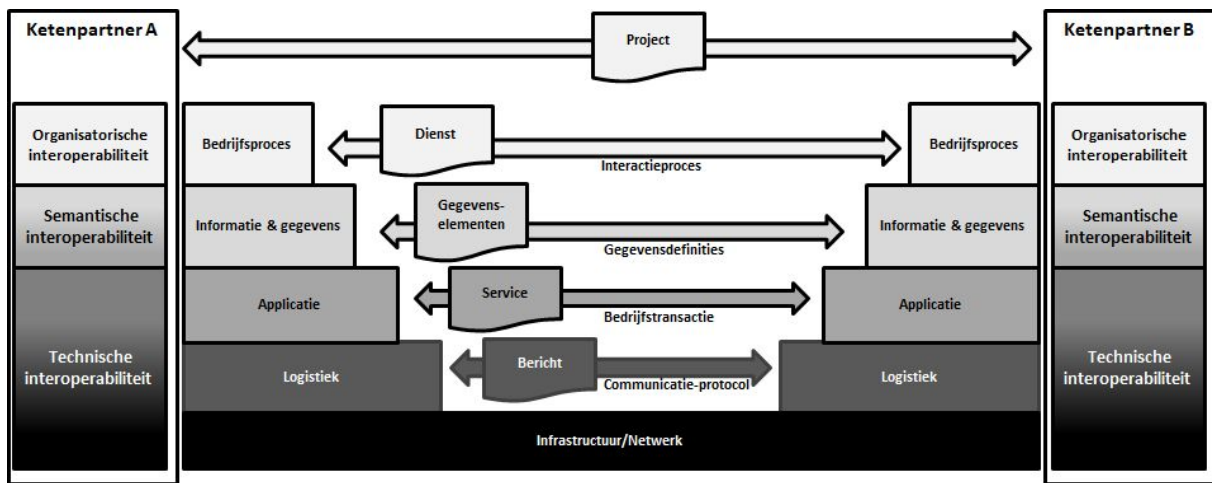 Ketenpartner A
Project
Ketenpartner B
Organisatorische
interoperabiliteit
Bedrijfsproces
Dienst
Interactieproces
Bedrijfsproces
Organisatorische
interoperabiliteit
Semantische
interoperabiliteit
Informatie & gegevens
Gegevens-
elementen
Gegevensdefinities
Informatie & gegevens
Semantische
interoperabiliteit
Applicatie
Service
Bedrijfstransactie
Applicatie
Technische
interoperabiliteit
Logistiek
Bericht
Communicatie-protocol
Logistiek
Technische
interoperabiliteit
Infrastructuur/Netwerk